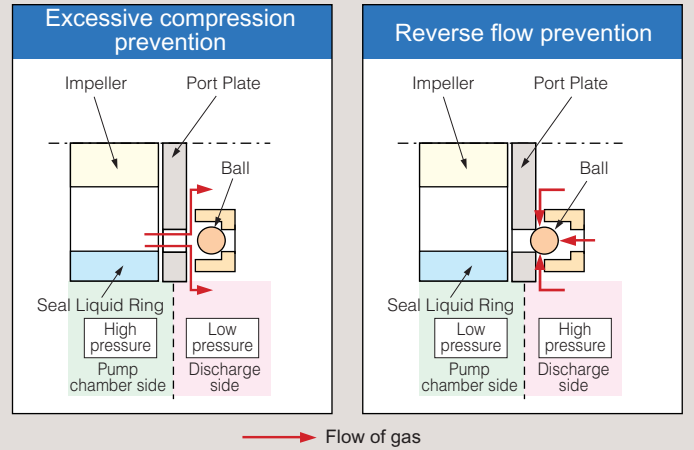 Excessive compression
prevention
Impeller
Port Plate
Ball
Seal Liquid Ring
High
pressure
Low
pressure
Pump
chamber side
Discharge
side
Reverse flow prevention
Impeller
Port Plate
Ball
Seal Liquid Ring
Low
pressure
High
pressure
Pump
chamber side
Discharge
side
Flow of gas